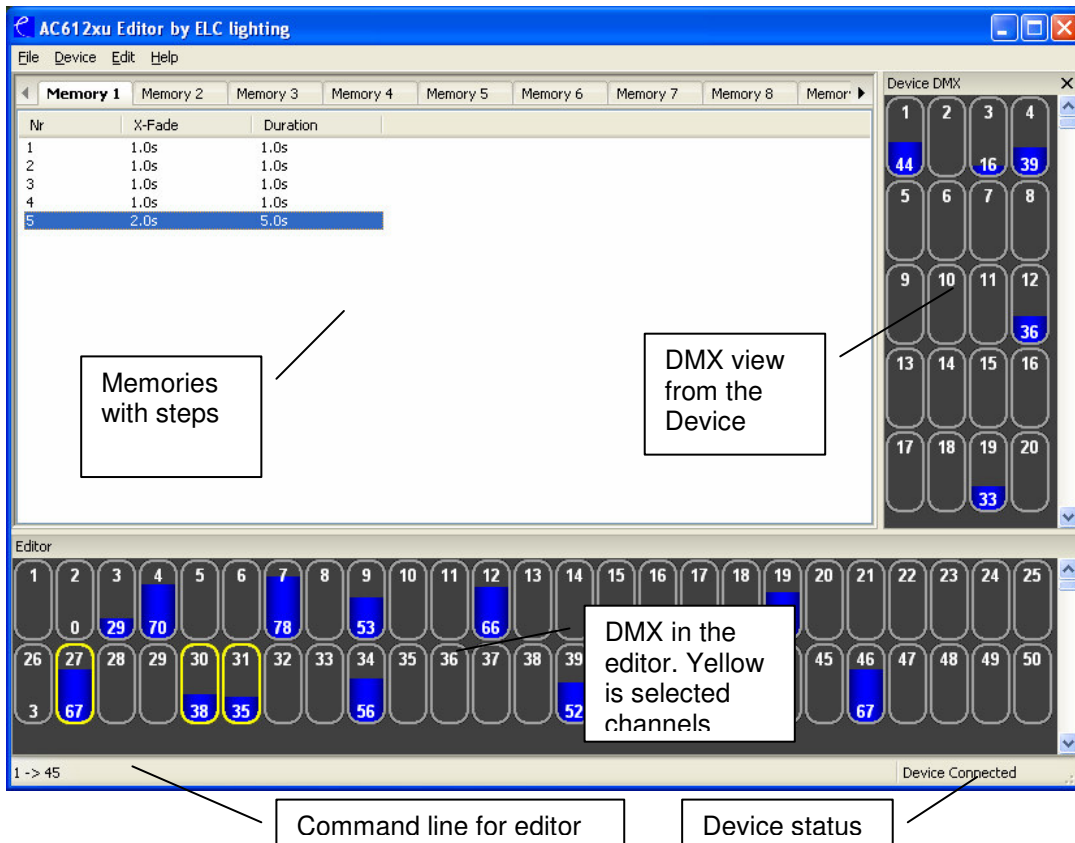 AC612xu Editor by ELC lighting
File Device Edit Help
Memory 1 Memory 2 Memory 3 Memory 4 Memory 5 Memory 6 Memory 7 Memory 8 Memor
Nr X-Fade Duration
1 1.0s 1.0s
2 1.0s 1.0s
3 1.0s 1.0s
4 1.0s 1.0s
5 2.0s 5.0s
Memories
with steps
DMX view
from the
Device
Device DMX
1 2 3 4
44 16 39
5 6 7 8
9 10 11 12
36
13 14 15 16
17 18 19 20
33
Editor
1 2 3 4 5 6 7 8 9 10 11 12 13 14 15 16 17 18 19 20 21 22 23 24 25
0 29 70 78 53 66
26 27 28 29 30 31 32 33 34 35 36 37 38 39 45 46 47 48 49 50
3 67 38 35 56 52 67
DMX in the
editor. Yellow
is selected
channels
1 -> 45
Device Connected
Command line for editor
Device status